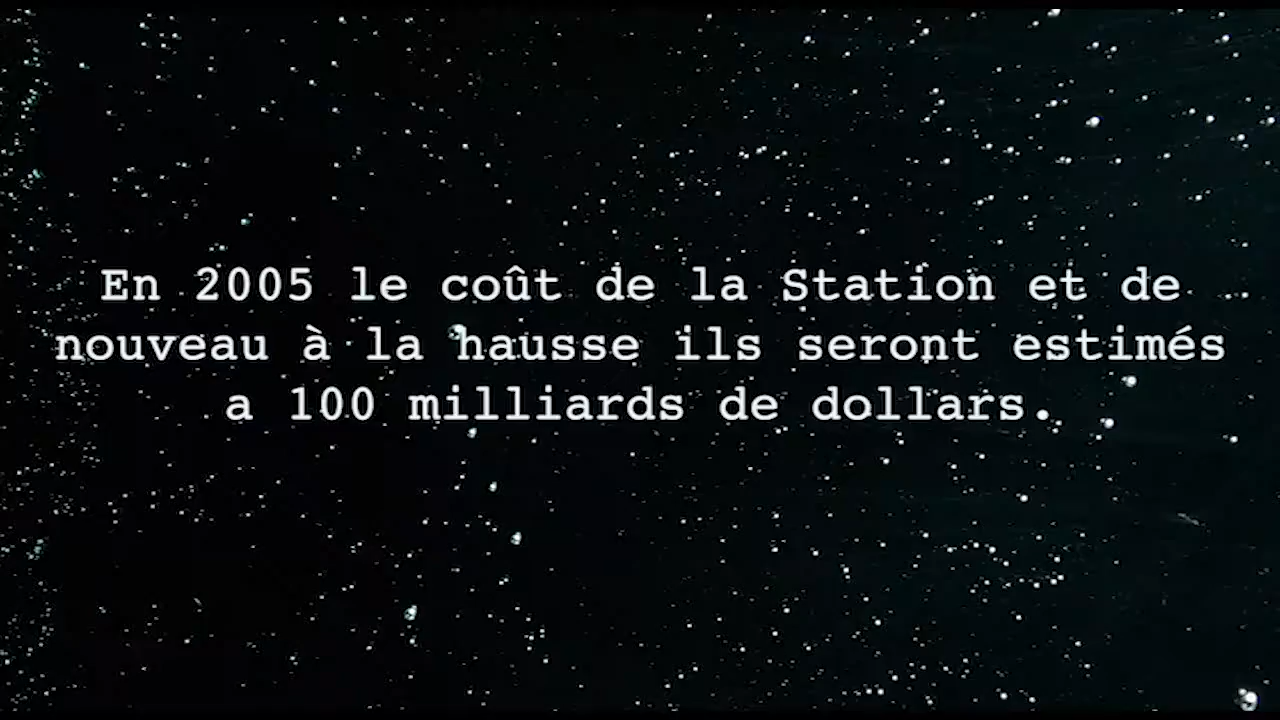 En 2005 le coût de la Station et de
nouveau à la hausse ils seront estimés
a 100 milliards de dollars.